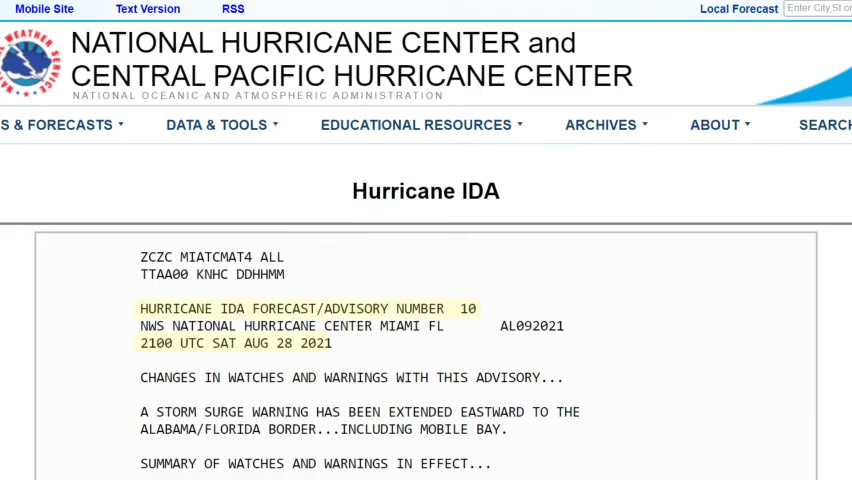 Mobile Site Text Version RSS Local Forecast Enter City,St or
NATIONAL HURRICANE CENTER and
CENTRAL PACIFIC HURRICANE CENTER
NATIONAL OCEANIC AND ATMOSPHERIC ADMINISTRATION
S & FORECASTS DATA & TOOLS EDUCATIONAL RESOURCES ARCHIVES ABOUT SEARCH
Hurricane IDA
ZCZC MIATCMAT4 ALL
TTAA00 KNHC DDHHMM
HURRICANE IDA FORECAST/ADVISORY NUMBER 10
NWS NATIONAL HURRICANE CENTER MIAMI FL AL092021
2100 UTC SAT AUG 28 2021
CHANGES IN WATCHES AND WARNINGS WITH THIS ADVISORY...
A STORM SURGE WARNING HAS BEEN EXTENDED EASTWARD TO THE
ALABAMA/FLORIDA BORDER...INCLUDING MOBILE BAY.
SUMMARY OF WATCHES AND WARNINGS IN EFFECT...